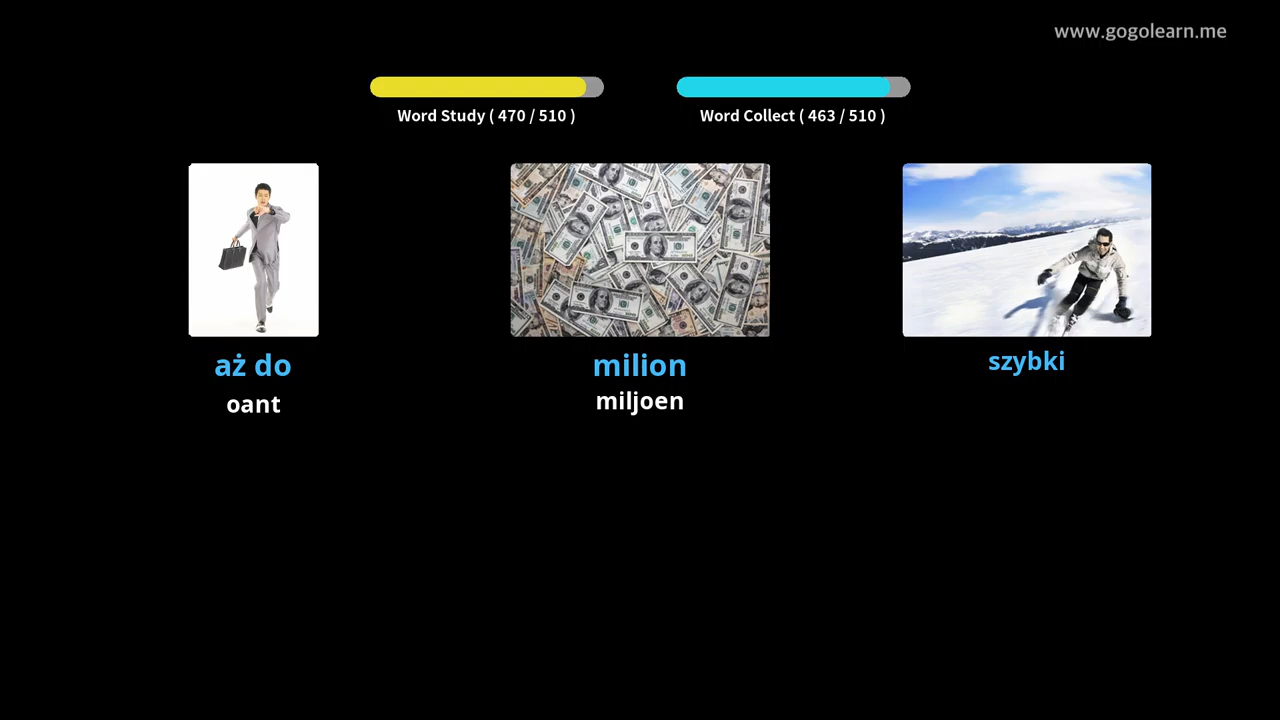 www.gogolearn.me
Word Study ( 470 / 510 )
Word Collect ( 463 / 510 )
aż do
oant
milion
miljoen
szybki